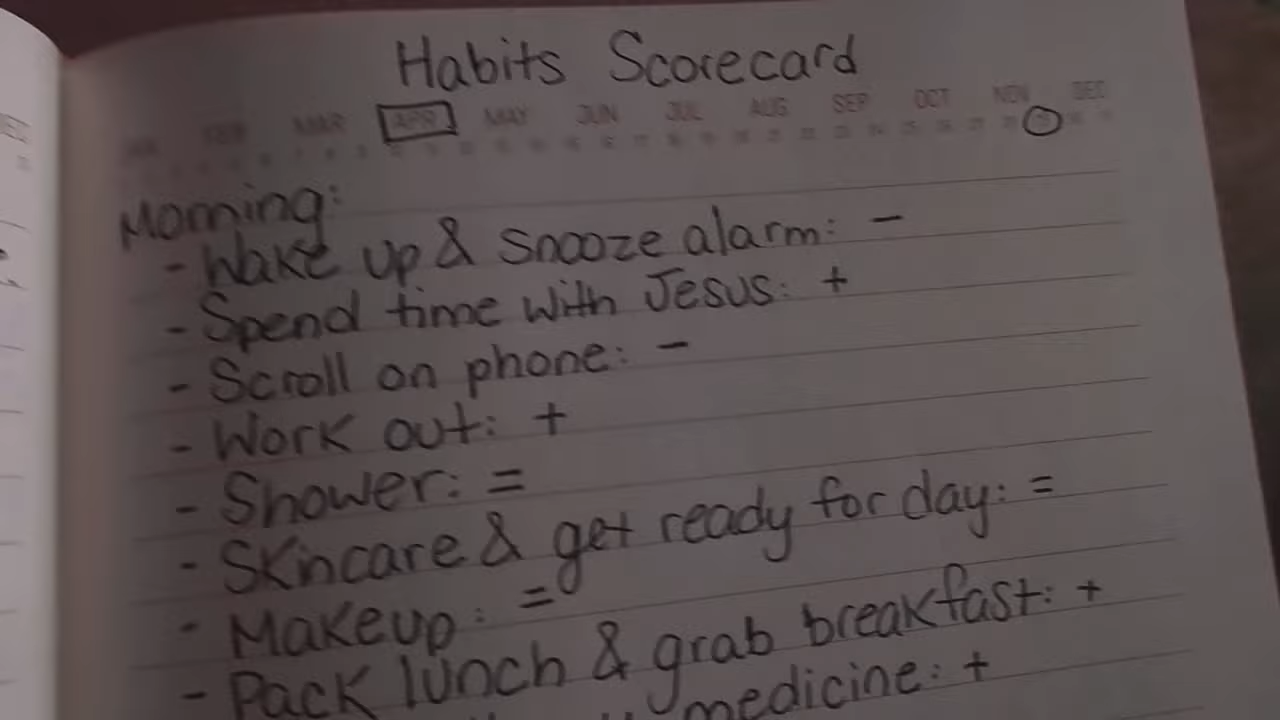 Habits Scorecard
MAR APR MAY JUN JUL AUG SEP OCT NOV DEC
Morning:
- Wake up & snooze alarm: -
- Spend time with Jesus: +
- Scroll on phone: -
- Work out: +
- Shower: =
- Skincare & get ready for day: =
- Makeup: =
- Pack lunch & grab breakfast: +
medicine: +